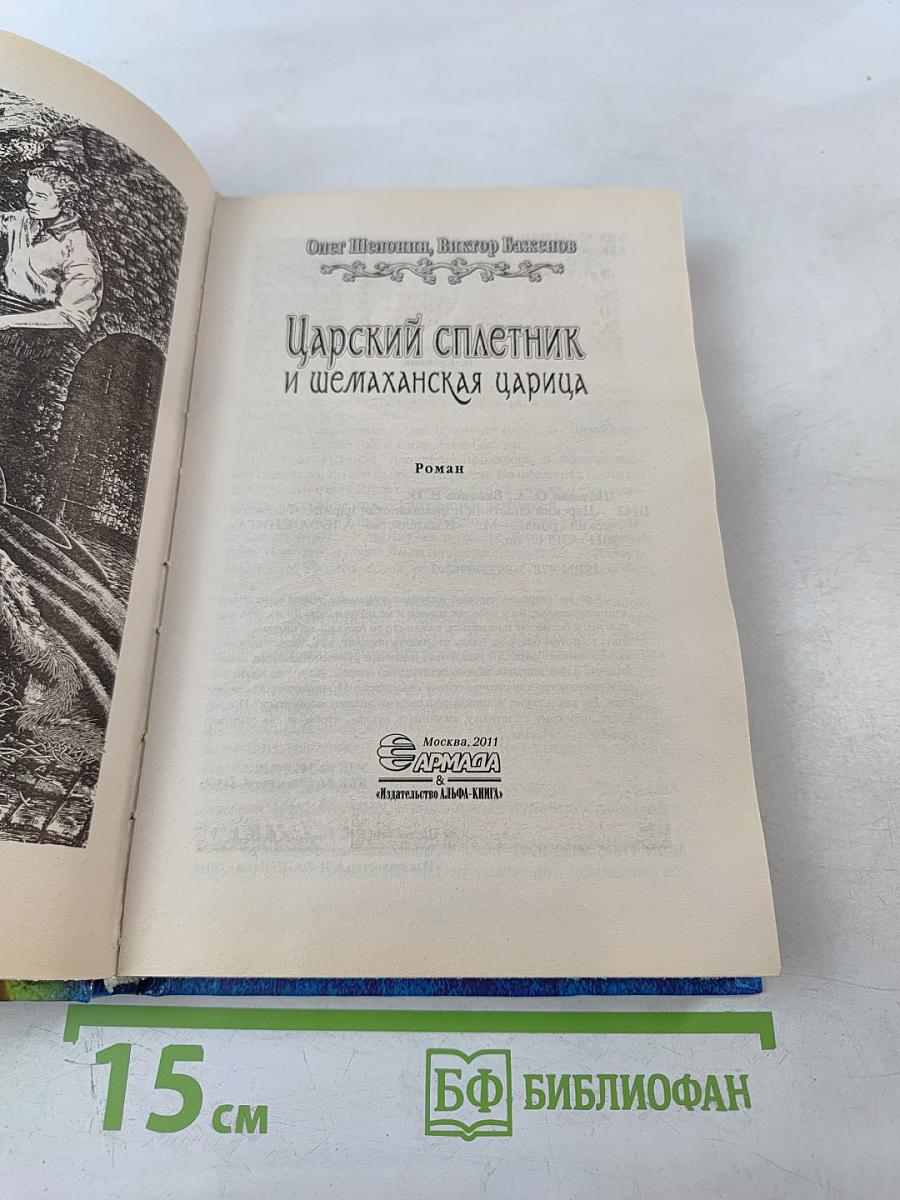 Олег Шелонин, Виктор Баженов
Царский сплетник
и шемаханская царица
Роман
Москва, 2011
АРМАДА
&
«Издательство АЛЬФА-КНИГА»
15 см
БФ БИБЛИОФАН